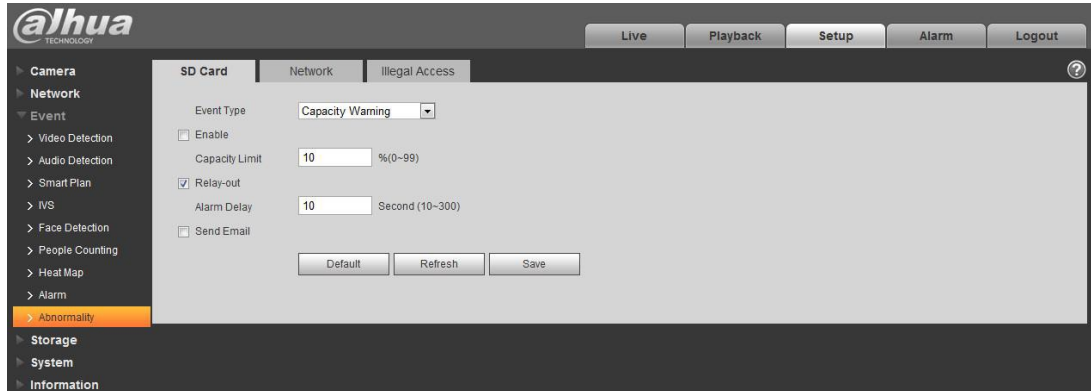 alhua
TECHNOLOGY
Live Playback Setup Alarm Logout
Camera
Network
Event
> Video Detection
> Audio Detection
> Smart Plan
> IVS
> Face Detection
> People Counting
> Heat Map
> Alarm
> Abnormality
Storage
System
Information
SD Card Network Illegal Access ?
Event Type Capacity Warning
Enable
Capacity Limit 10 %(0~99)
Relay-out
Alarm Delay 10 Second (10~300)
Send Email
Default Refresh Save